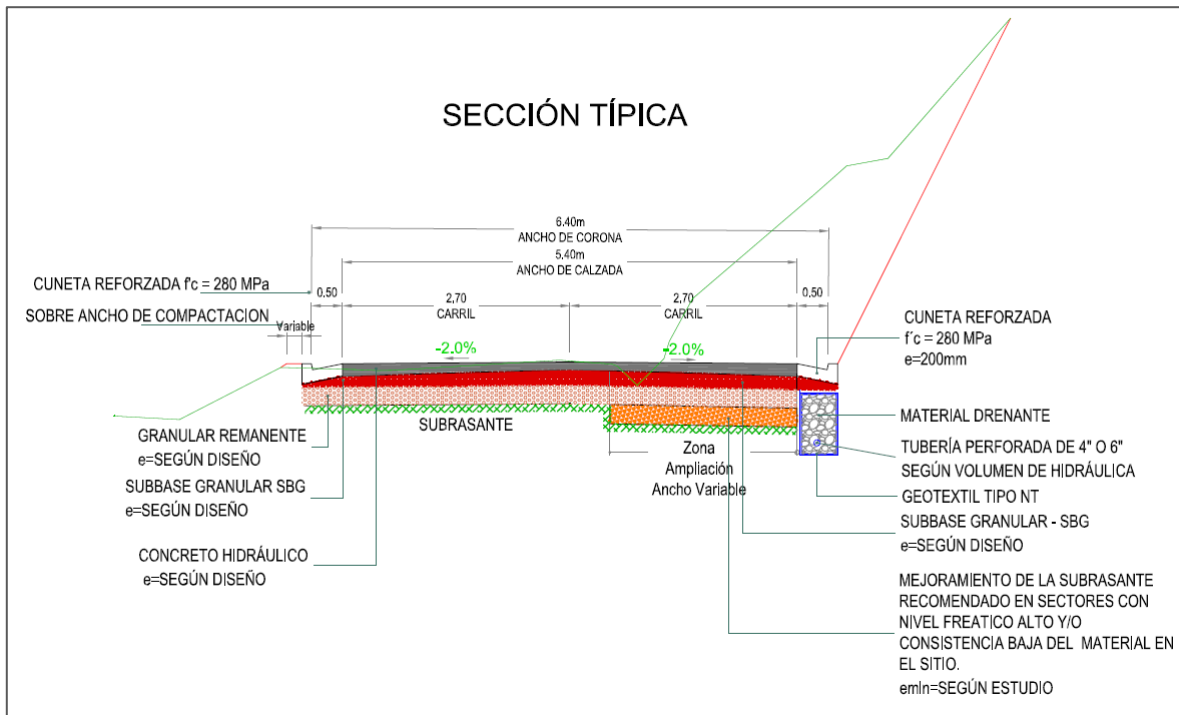 SECCIÓN TÍPICA
6.40m
ANCHO DE CORONA
5.40m
ANCHO DE CALZADA
CUNETA REFORZADA f'c = 280 MPa
0,50
2,70
CARRIL
2,70
CARRIL
0,50
SOBRE ANCHO DE COMPACTACION
Variable
-2.0%
-2.0%
CUNETA REFORZADA
f´c = 280 MPa
e=200mm
GRANULAR REMANENTE
e=SEGÚN DISEÑO
SUBBASE GRANULAR SBG
e=SEGÚN DISEÑO
CONCRETO HIDRÁULICO
e=SEGÚN DISEÑO
SUBRASANTE
Zona
Ampliación
Ancho Variable
MATERIAL DRENANTE
TUBERÍA PERFORADA DE 4" O 6"
SEGÚN VOLUMEN DE HIDRÁULICA
GEOTEXTIL TIPO NT
SUBBASE GRANULAR - SBG
e=SEGÚN DISEÑO
MEJORAMIENTO DE LA SUBRASANTE
RECOMENDADO EN SECTORES CON
NIVEL FREATICO ALTO Y/O
CONSISTENCIA BAJA DEL MATERIAL EN
EL SITIO.
emin=SEGÚN ESTUDIO